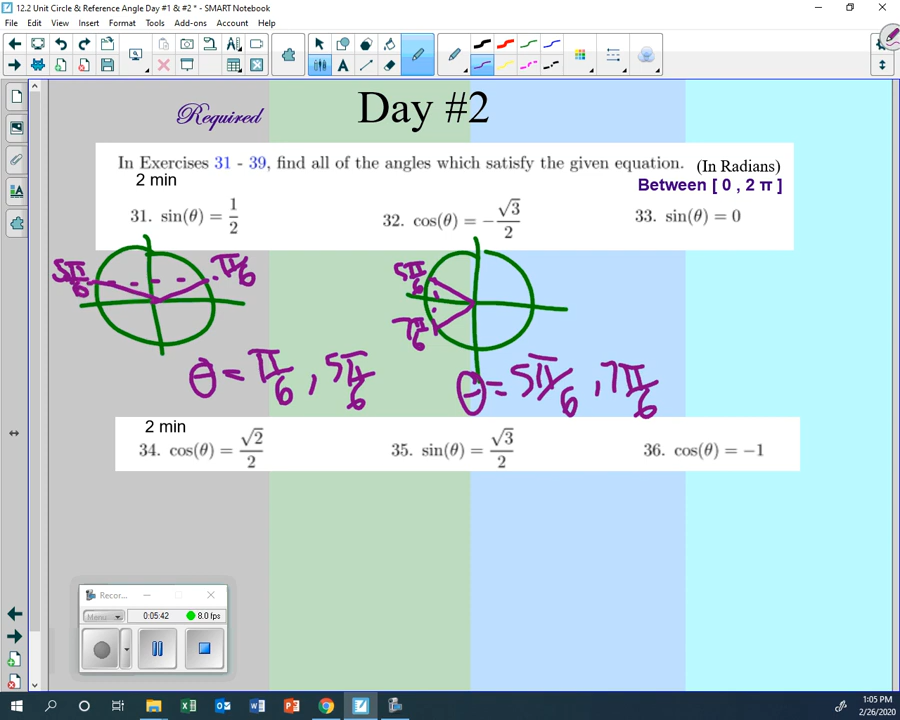 12.2 Unit Circle & Reference Angle Day #1 & #2 * - SMART Notebook
File Edit View Insert Format Tools Add-ons Account Help
Required
Day #2
In Exercises 31 - 39, find all of the angles which satisfy the given equation. (In Radians)
2 min
Between [ 0 , 2 π ]
31. sin(θ) = 1/2
32. cos(θ) = -√3/2
33. sin(θ) = 0
5π/6 π/6
5π/6
7π/6
θ = π/6 , 5π/6
θ = 5π/6 , 7π/6
2 min
34. cos(θ) = √2/2
35. sin(θ) = √3/2
36. cos(θ) = −1
Recor...
Menu 0:05:42 8.0 fps
1:05 PM
2/26/2020